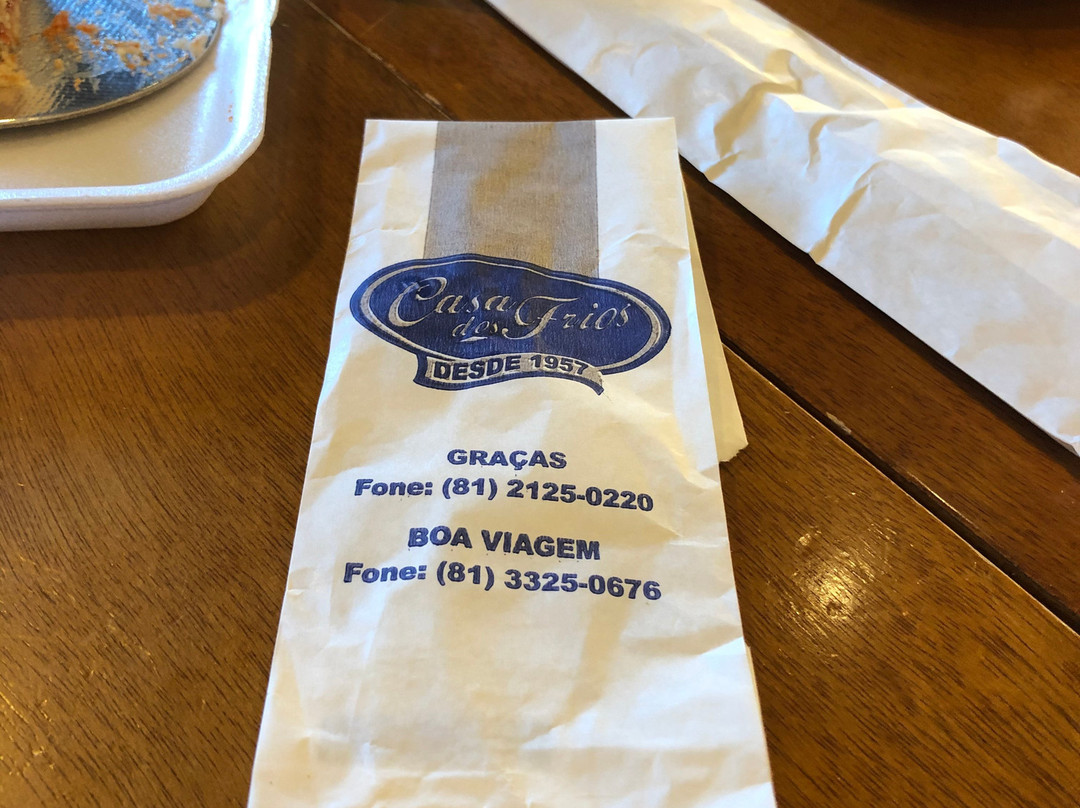 Casa
dos Frios
DESDE 1957
GRAÇAS
Fone: (81) 2125-0220
BOA VIAGEM
Fone: (81) 3325-0676